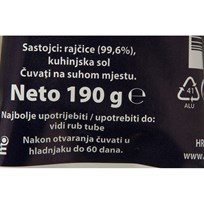 Sastojci: rajčice (99,6%),
kuhinjska sol
Čuvati na suhom mjestu.
Neto 190 g e
41
ALU
Najbolje upotrijebiti / upotrebiti do:
vidi rub tube
Nakon otvaranja čuvati u
hladnjaku do 60 dana.
HR